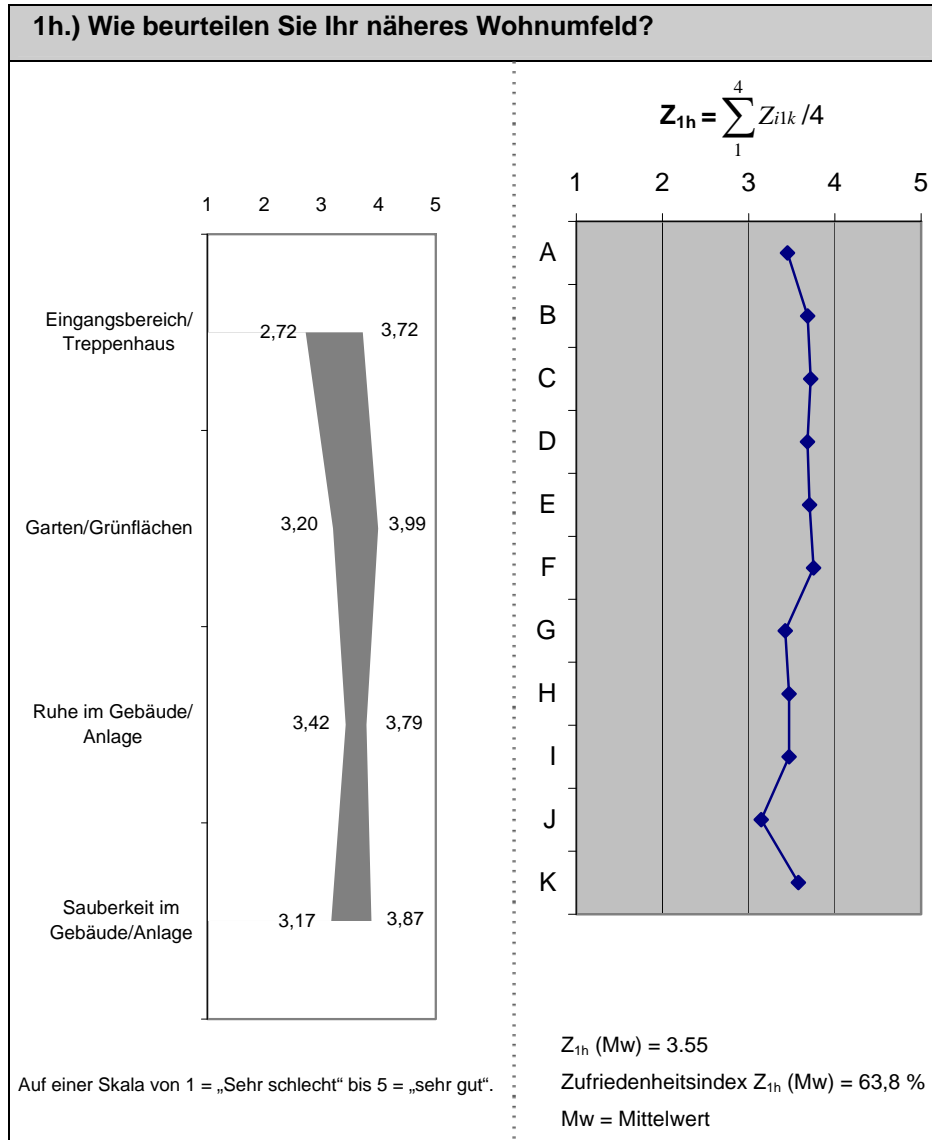 1h.) Wie beurteilen Sie Ihr näheres Wohnumfeld?
1 2 3 4 5
Eingangsbereich/
Treppenhaus
2,72 3,72
Garten/Grünflächen
3,20 3,99
Ruhe im Gebäude/
Anlage
3,42 3,79
Sauberkeit im
Gebäude/Anlage
3,17 3,87
Auf einer Skala von 1 = „Sehr schlecht“ bis 5 = „sehr gut“.
Z1h = ∑ 4 1 Zi1k /4
1 2 3 4 5
A
B
C
D
E
F
G
H
I
J
K
Z1h (Mw) = 3.55
Zufriedenheitsindex Z1h (Mw) = 63,8 %
Mw = Mittelwert